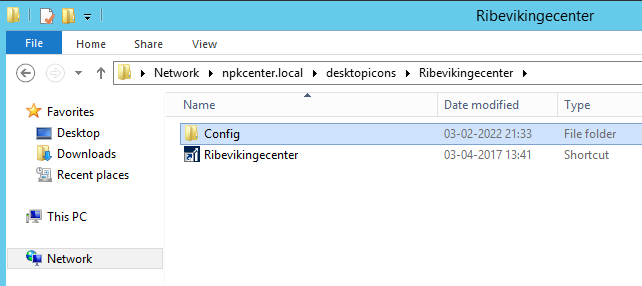 Ribevikingecenter
File
Home
Share
View
Network
npkcenter.local
desktopicons
Ribevikingecenter
Favorites
Desktop
Downloads
Recent places
This PC
Network
Name Date modified Type
Config 03-02-2022 21:33 File folder
Ribevikingecenter 03-04-2017 13:41 Shortcut